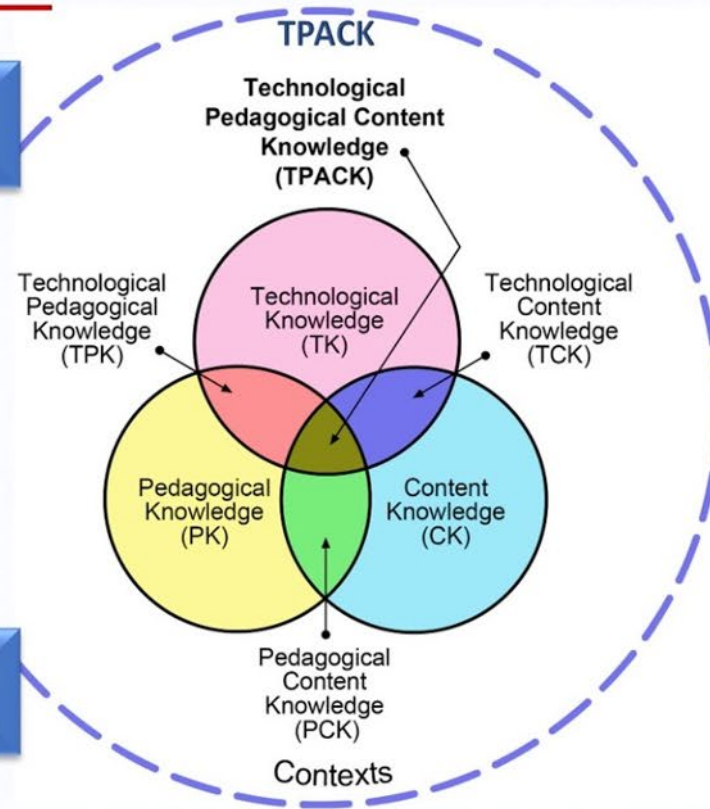 TPACK
Technological
Pedagogical Content
Knowledge
(TPACK)
Technological
Pedagogical
Knowledge
(TPK)
Technological
Knowledge
(TK)
Technological
Content
Knowledge
(TCK)
Pedagogical
Knowledge
(PK)
Content
Knowledge
(CK)
Pedagogical
Content
Knowledge
(PCK)
Contexts